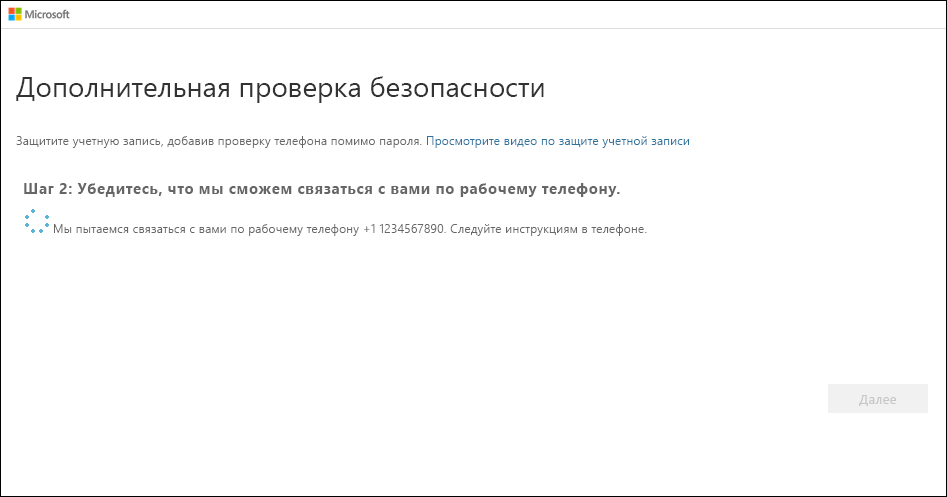 Microsoft
Дополнительная проверка безопасности
Защитите учетную запись, добавив проверку телефона помимо пароля. Просмотрите видео по защите учетной записи
Шаг 2: Убедитесь, что мы сможем связаться с вами по рабочему телефону.
Мы пытаемся связаться с вами по рабочему телефону +1 1234567890. Следуйте инструкциям в телефоне.
Далее